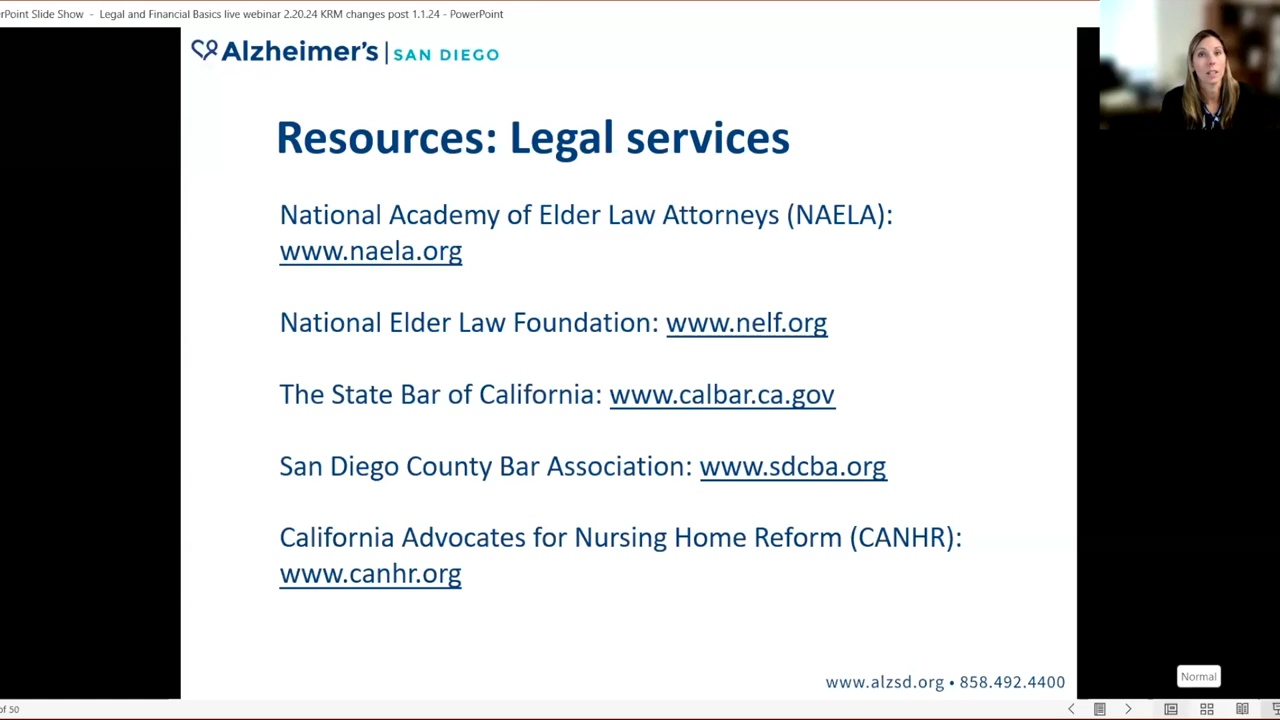 erPoint Slide Show - Legal and Financial Basics live webinar 2.20.24 KRM changes post 1.1.24 - PowerPoint
Alzheimer's | SAN DIEGO
Resources: Legal services
National Academy of Elder Law Attorneys (NAELA):
www.naela.org
National Elder Law Foundation: www.nelf.org
The State Bar of California: www.calbar.ca.gov
San Diego County Bar Association: www.sdcba.org
California Advocates for Nursing Home Reform (CANHR):
www.canhr.org
www.alzsd.org • 858.492.4400
Normal
of 50